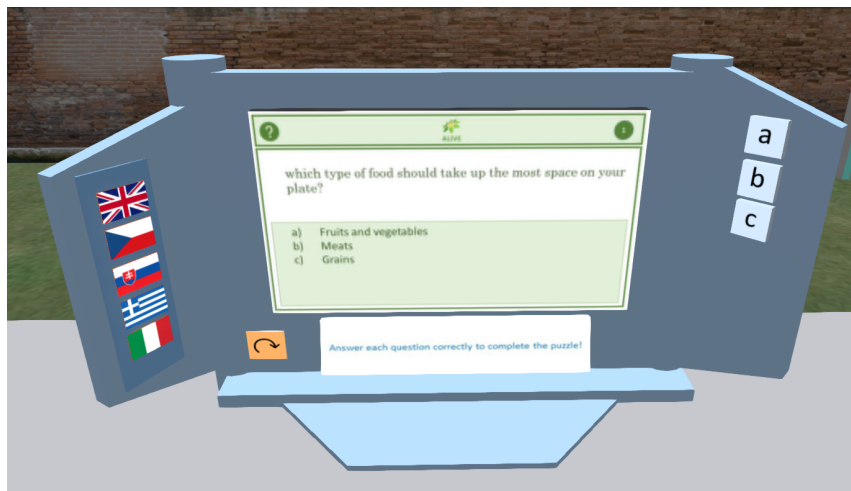 ?
ALIVE
which type of food should take up the most space on your
plate?
a) Fruits and vegetables
b) Meats
c) Grains
Answer each question correctly to complete the puzzle!
a
b
c